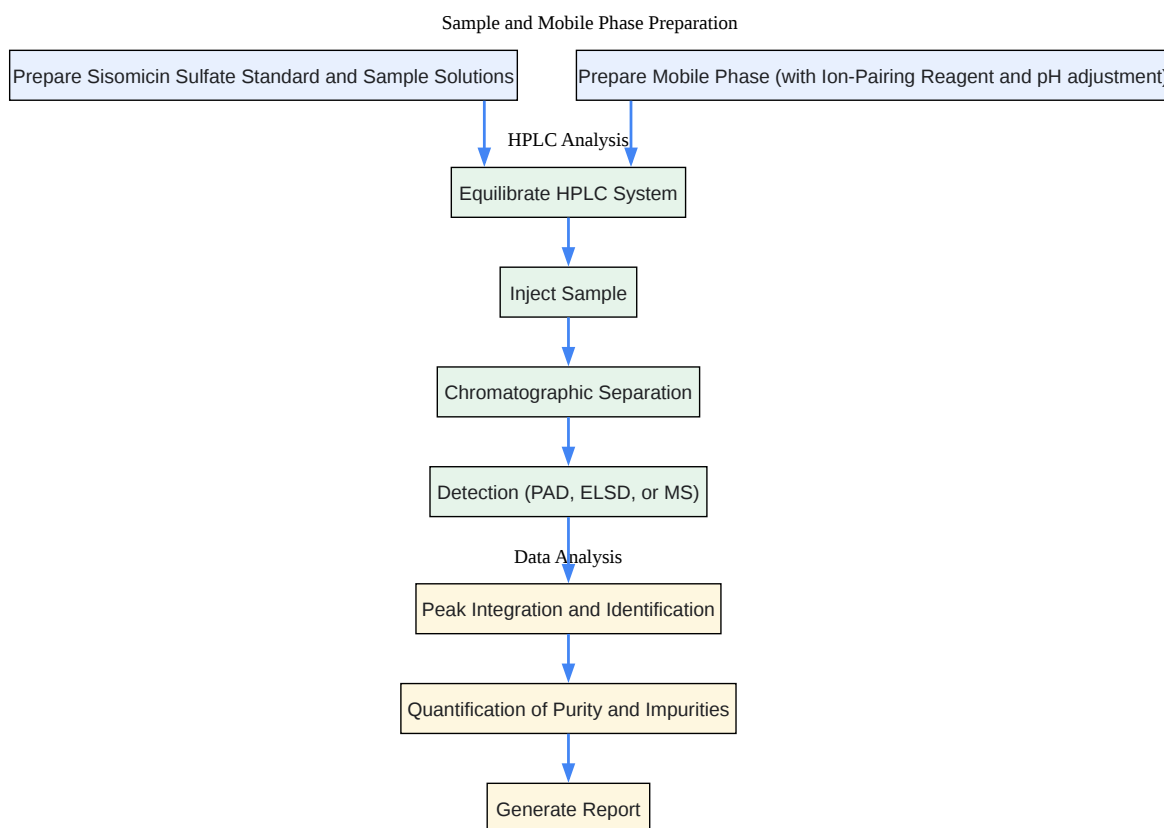 Sample and Mobile Phase Preparation
Prepare Sisomicin Sulfate Standard and Sample Solutions
Prepare Mobile Phase (with Ion-Pairing Reagent and pH adjustment)
HPLC Analysis
Equilibrate HPLC System
Inject Sample
Chromatographic Separation
Detection (PAD, ELSD, or MS)
Data Analysis
Peak Integration and Identification
Quantification of Purity and Impurities
Generate Report